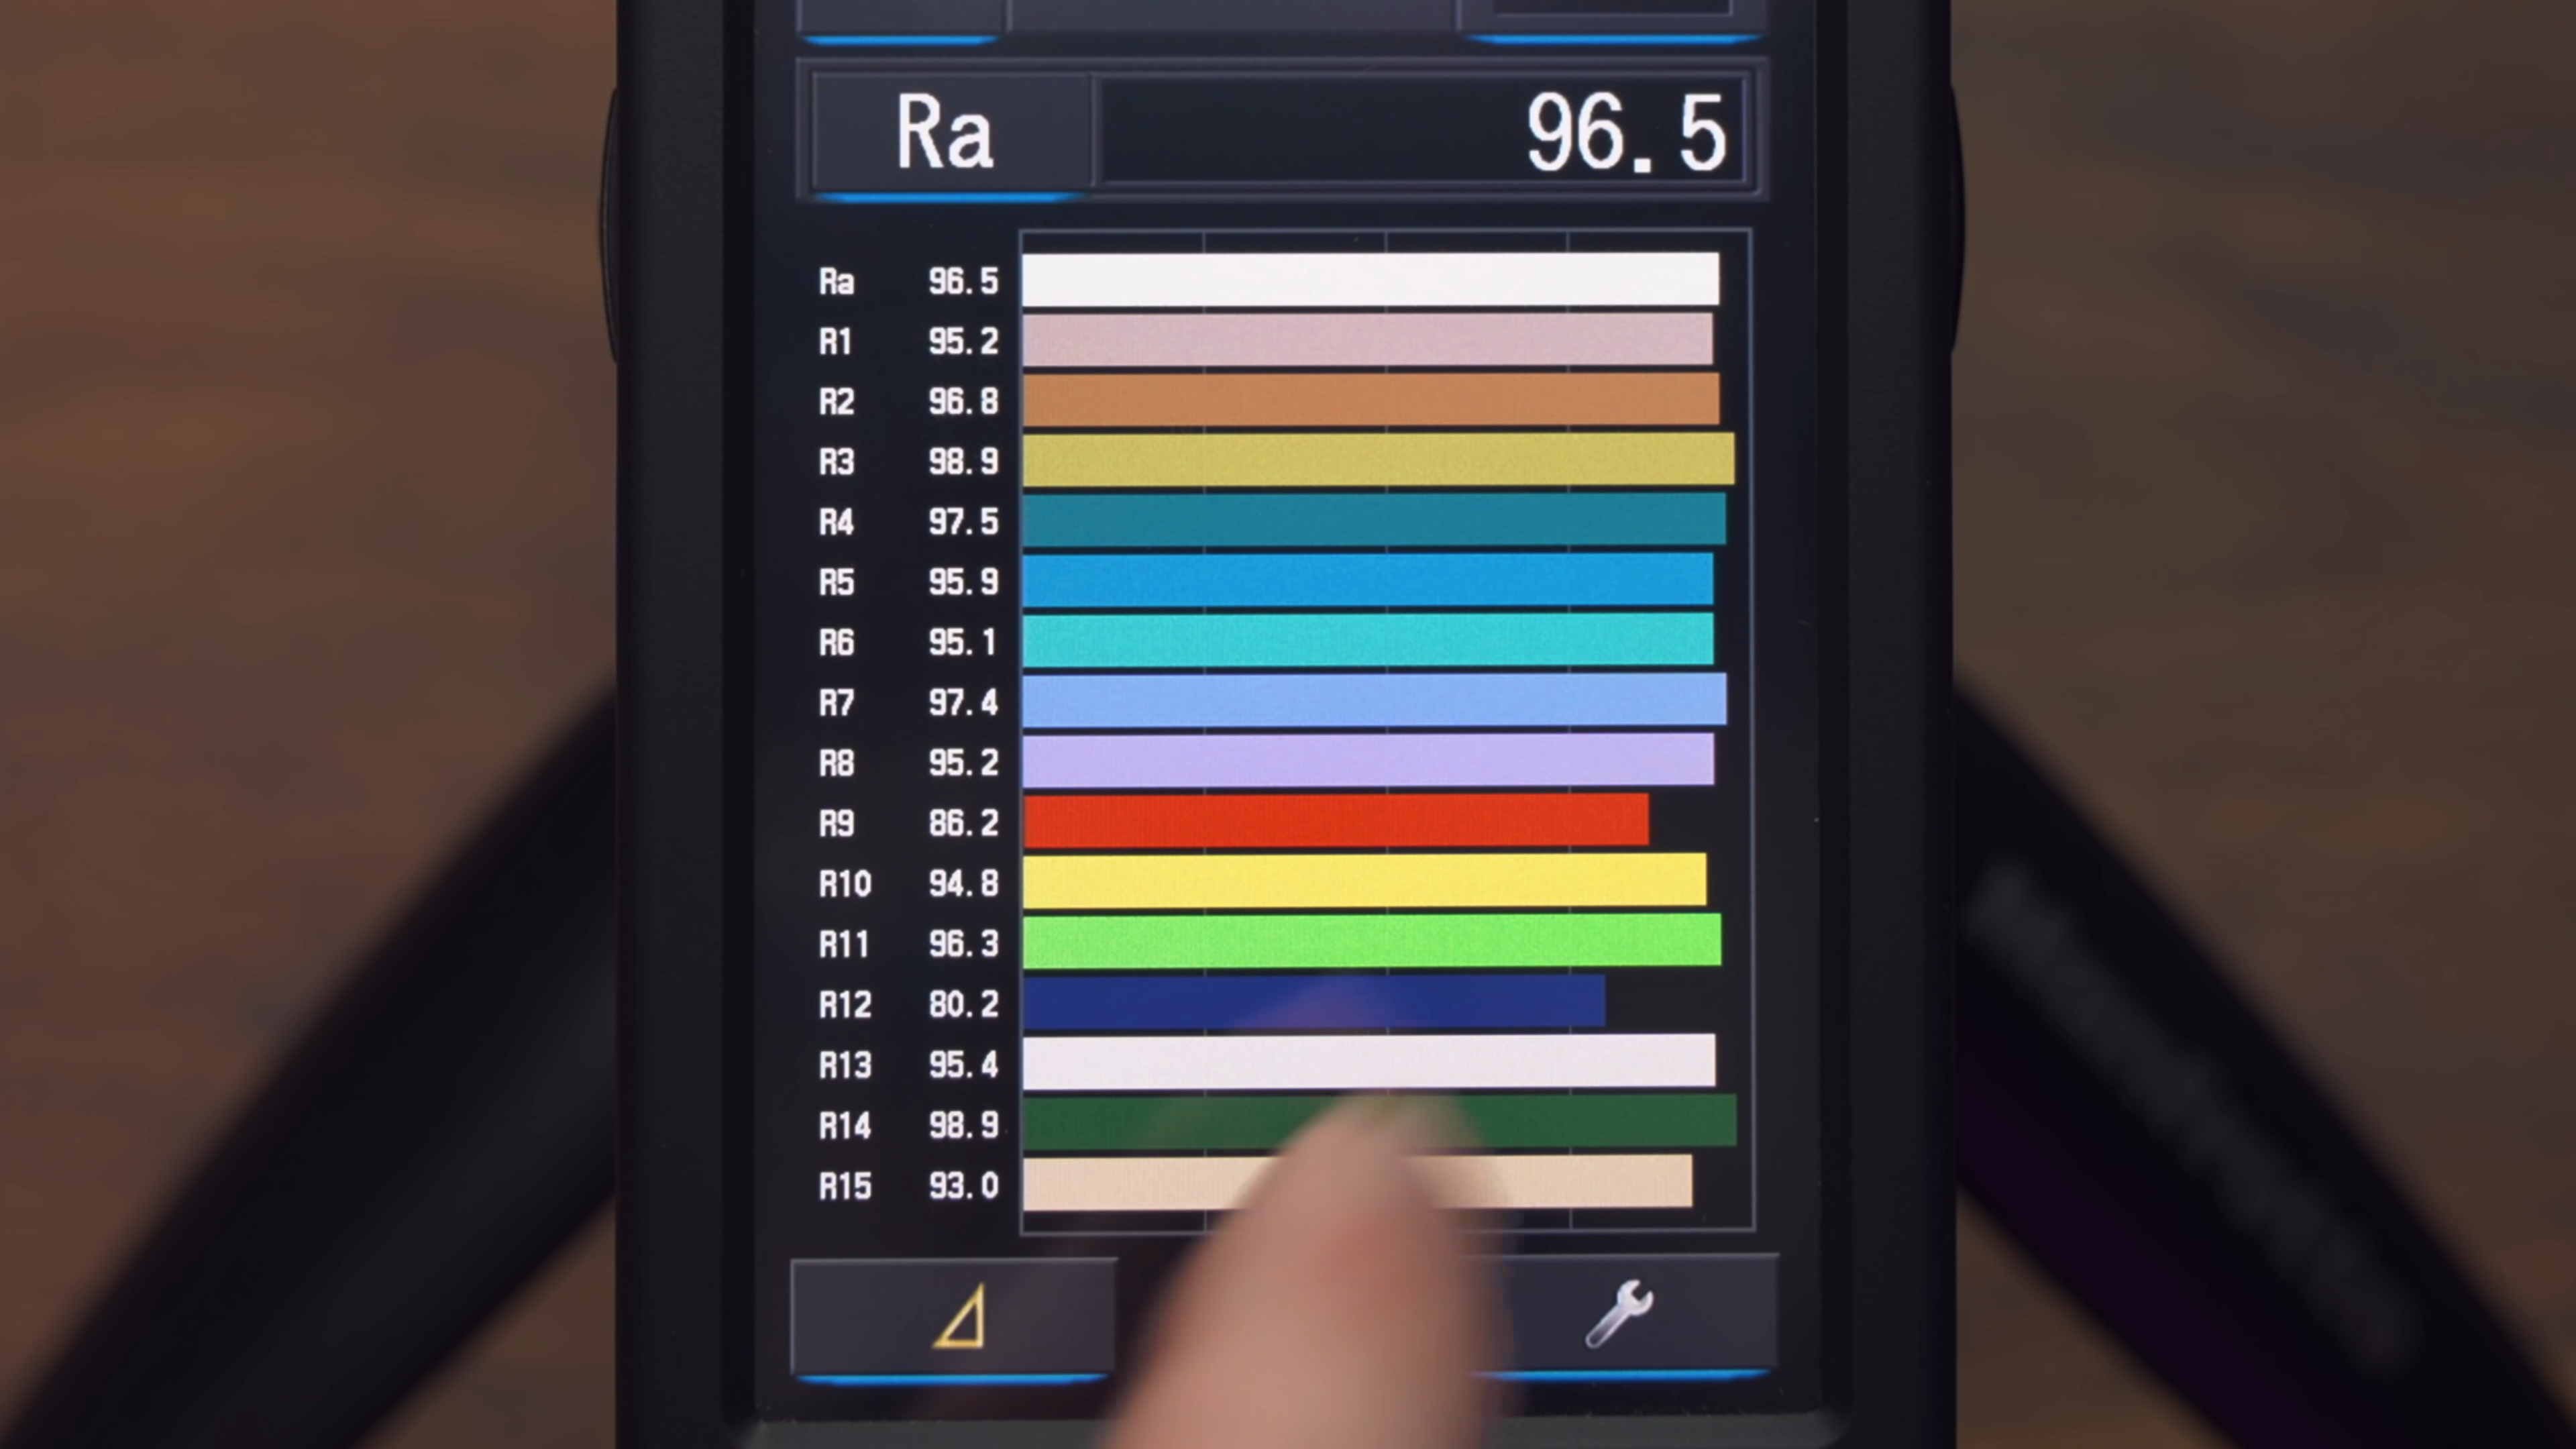 Ra 96.5
Ra 96.5
R1 95.2
R2 96.8
R3 98.9
R4 97.5
R5 95.9
R6 95.1
R7 97.4
R8 95.2
R9 86.2
R10 94.8
R11 96.3
R12 80.2
R13 95.4
R14 98.9
R15 93.0